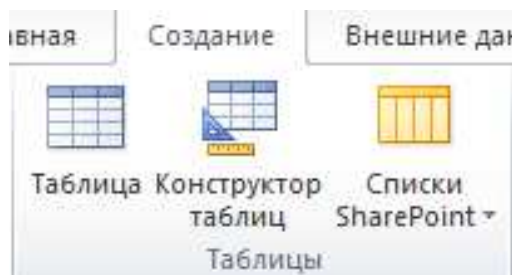 вная Создание Внешние дан
Таблица Конструктор таблиц Списки SharePoint
Таблицы